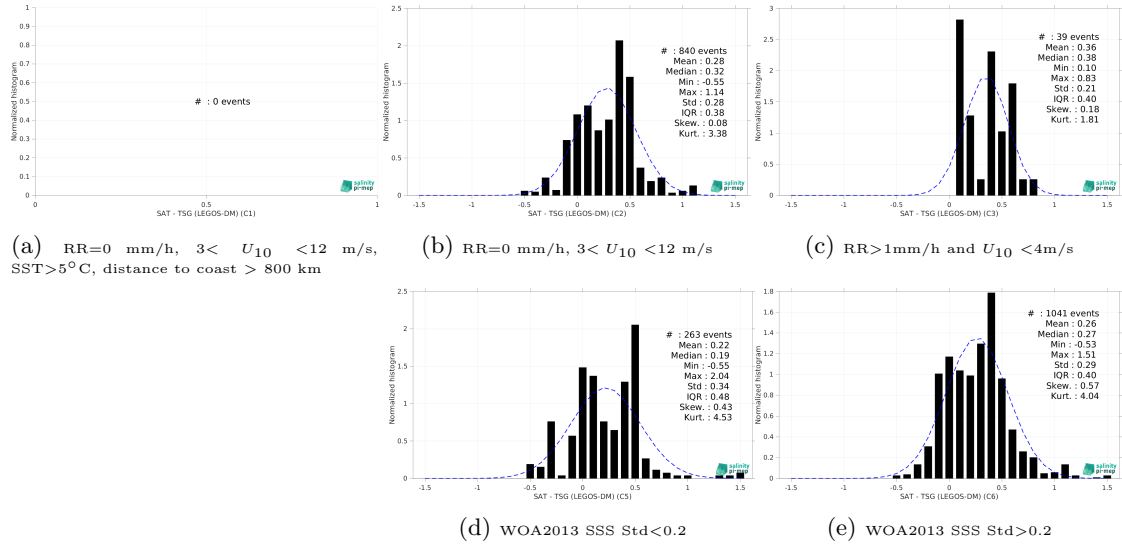 1
0.9
0.8
0.7
0.6
0.5
0.4
0.3
0.2
0.1
0
Normalized histogram
# : 0 events
0
0.5
1
SAT - TSG (LEGOS-DM) (C1)
salinity
pi-mep
(a) RR=0 mm/h, 3< U10 <12 m/s,
SST>5°C, distance to coast > 800 km
2.5
2
1.5
1
0.5
0
Normalized histogram
# : 840 events
Mean : 0.28
Median : 0.32
Min : -0.55
Max : 1.14
Std : 0.28
IQR : 0.38
Skew. : 0.08
Kurt. : 3.38
-1.5
-1
-0.5
0
0.5
1
1.5
SAT - TSG (LEGOS-DM) (C2)
salinity
pi-mep
(b) RR=0 mm/h, 3< U10 <12 m/s
3
2.5
2
1.5
1
0.5
0
Normalized histogram
# : 39 events
Mean : 0.36
Median : 0.38
Min : 0.10
Max : 0.83
Std : 0.21
IQR : 0.40
Skew. : 0.18
Kurt. : 1.81
-1.5
-1
-0.5
0
0.5
1
1.5
SAT - TSG (LEGOS-DM) (C3)
salinity
pi-mep
(c) RR>1mm/h and U10 <4m/s
2.5
2
1.5
1
0.5
0
Normalized histogram
# : 263 events
Mean : 0.22
Median : 0.19
Min : -0.55
Max : 2.04
Std : 0.34
IQR : 0.48
Skew. : 0.43
Kurt. : 4.53
-1.5
-1
-0.5
0
0.5
1
1.5
SAT - TSG (LEGOS-DM) (C5)
salinity
pi-mep
(d) WOA2013 SSS Std<0.2
1.8
1.6
1.4
1.2
1
0.8
0.6
0.4
0.2
0
Normalized histogram
# : 1041 events
Mean : 0.26
Median : 0.27
Min : -0.53
Max : 1.51
Std : 0.29
IQR : 0.40
Skew. : 0.57
Kurt. : 4.04
-1.5
-1
-0.5
0
0.5
1
1.5
SAT - TSG (LEGOS-DM) (C6)
salinity
pi-mep
(e) WOA2013 SSS Std>0.2